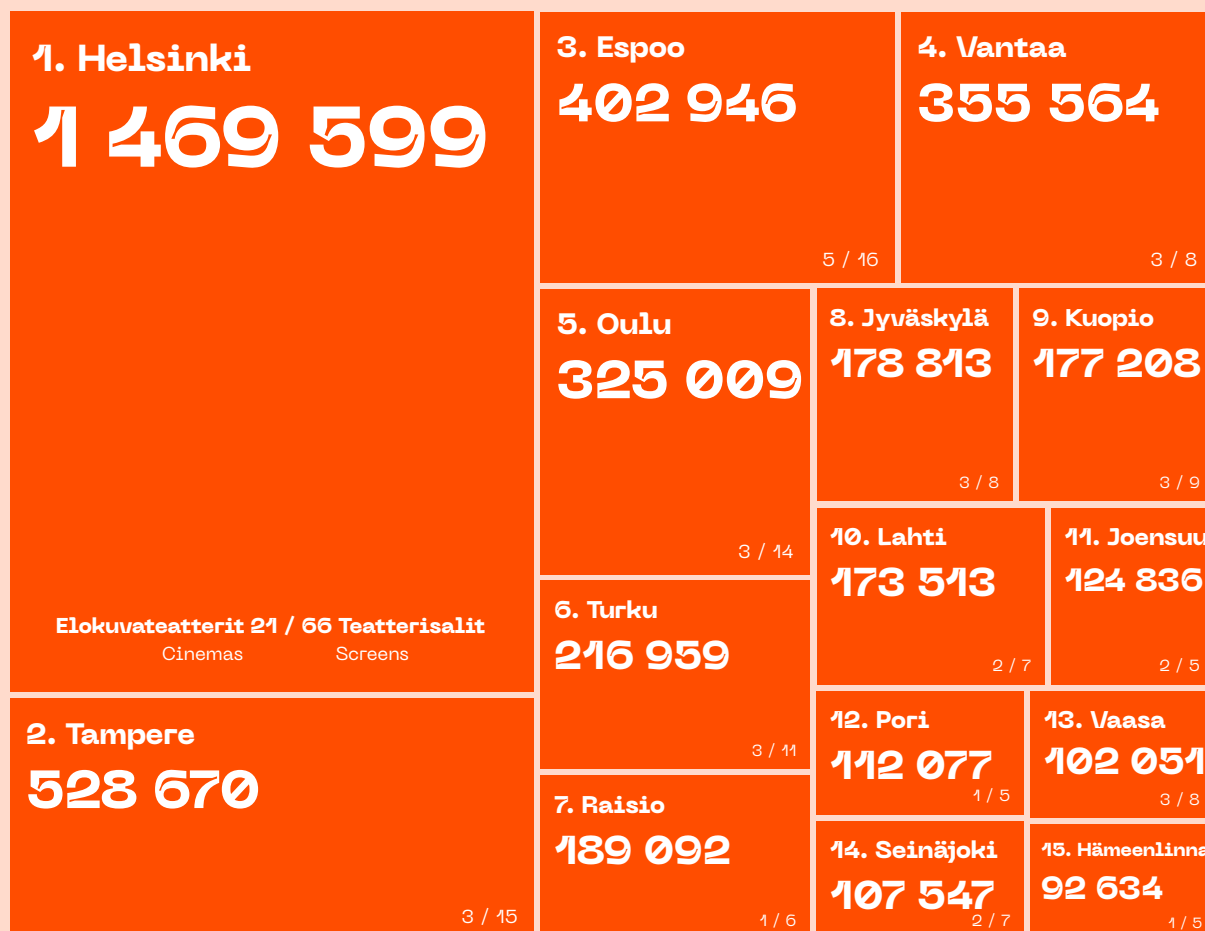 1. Helsinki
1 469 599
Elokuvateatterit 21 / 66 Teatterisalit
Cinemas Screens
2. Tampere
528 670
3 / 15
3. Espoo
402 946
5 / 16
4. Vantaa
355 564
3 / 8
5. Oulu
325 009
3 / 14
6. Turku
216 959
3 / 11
7. Raisio
189 092
1 / 6
8. Jyväskylä
178 813
3 / 8
9. Kuopio
177 208
3 / 9
10. Lahti
173 513
2 / 7
11. Joensuu
124 836
2 / 5
12. Pori
112 077
1 / 5
13. Vaasa
102 051
3 / 8
14. Seinäjoki
107 547
2 / 7
15. Hämeenlinna
92 634
1 / 5